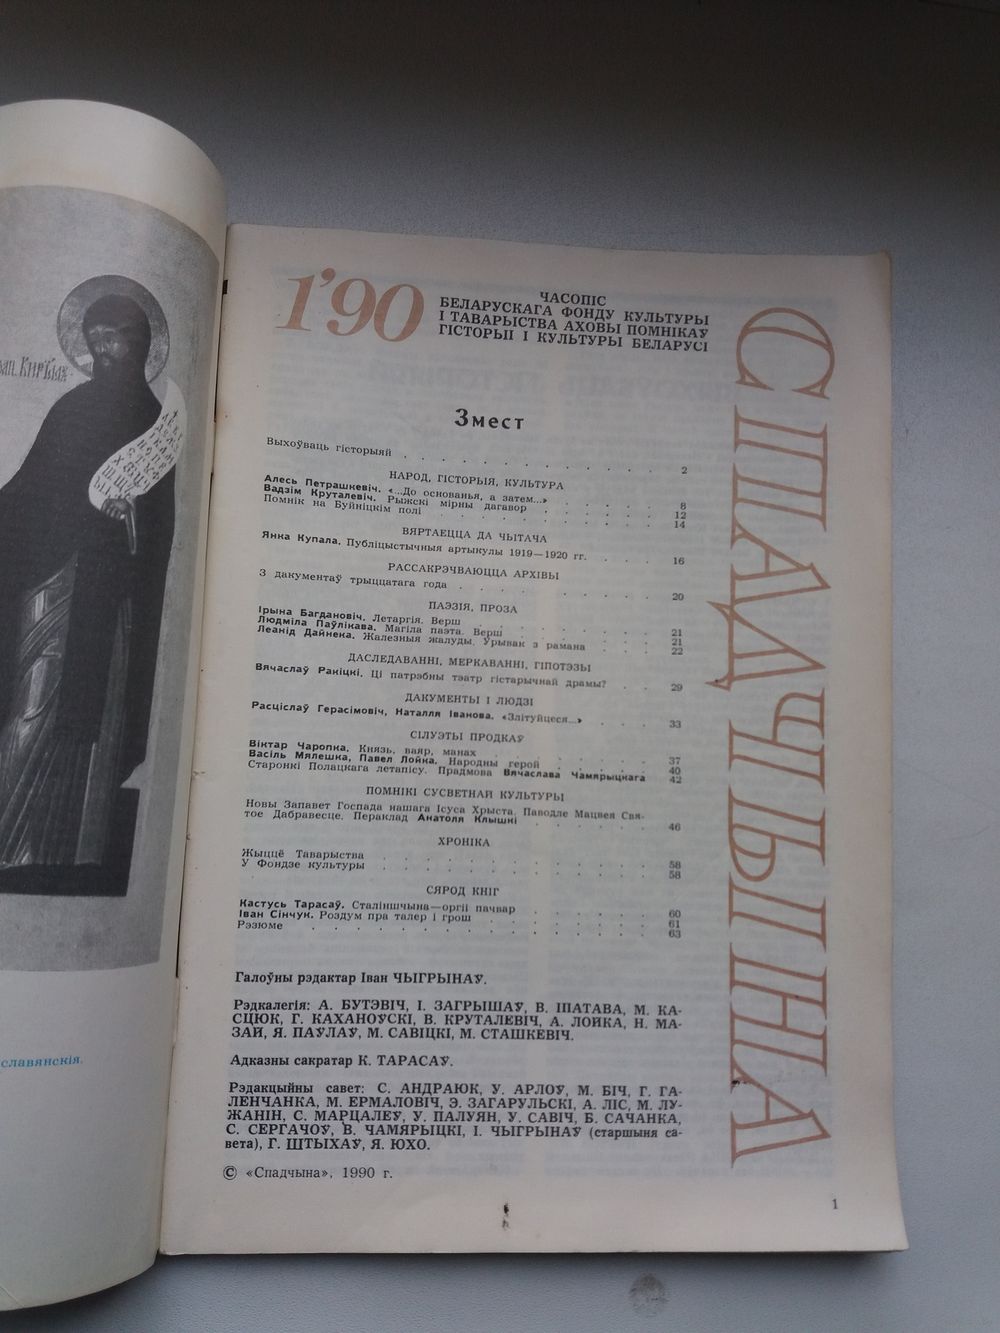 КИРИЛЛ
славянскія.
1'90
ЧАСОПІС
БЕЛАРУСКАГА ФОНДУ КУЛЬТУРЫ
І ТАВАРЫСТВА АХОВЫ ПОМНІКАЎ
ГІСТОРЫІ І КУЛЬТУРЫ БЕЛАРУСІ
СПАДЧЫНА
Змест
Выхоўваць гісторыяй . . . . . . . . . . 2
НАРОД, ГІСТОРЫЯ, КУЛЬТУРА
Алесь Петрашкевіч. «...До основанья, а затем...» . . . . 8
Вадзім Круталевіч. Рыжскі мірны дагавор . . . . . 12
Помнік на Буйніцкім полі . . . . . . . . . 14
ВЯРТАЕЦЦА ДА ЧЫТАЧА
Янка Купала. Публіцыстычныя артыкулы 1919—1920 гг. . . . 16
РАССАКРЭЧВАЮЦЦА АРХІВЫ
З дакументаў трыццатага года . . . . . . . . 20
ПАЭЗІЯ, ПРОЗА
Ірына Багдановіч. Летаргія. Верш . . . . . . . 21
Людміла Паўлікава. Магіла паэта. Верш . . . . . . 21
Леанід Дайнека. Жалезныя жалуды. Урывак з рамана . . . 22
ДАСЛЕДАВАННІ, МЕРКАВАННІ, ГІПОТЭЗЫ
Вячаслаў Ракіцкі. Ці патрэбны тэатр гістарычнай драмы? . . 29
ДАКУМЕНТЫ І ЛЮДЗІ
Расціслаў Герасімовіч, Наталля Іванова. «Злітуйцеся...» . . . 33
СІЛУЭТЫ ПРОДКАЎ
Віктар Чаропка. Князь, ваяр, манах . . . . . . 37
Васіль Мялешка, Павел Лойка. Народны герой . . . . 40
Старонкі Полацкага летапісу. Прадмова Вячаслава Чамярыцкага 42
ПОМНІКІ СУСВЕТНАЙ КУЛЬТУРЫ
Новы Запавет Госпада нашага Ісуса Хрыста. Паводле Мацвея Свя-
тое Дабравесце. Пераклад Анатоля Клышкі . . . . . 46
ХРОНІКА
Жыццё Таварыства . . . . . . . . . . 58
У Фондзе культуры . . . . . . . . . . 58
СЯРОД КНІГ
Кастусь Тарасаў. Сталіншчына—оргіі пачвар . . . . . 60
Іван Сінчук. Роздум пра талер і грош . . . . . . 61
Рэзюме . . . . . . . . . . . . 63
Галоўны рэдактар Іван ЧЫГРЫНАЎ.
Рэдкалегія: А. БУТЭВІЧ, І. ЗАГРЫШАЎ, В. ІПАТАВА, М. КА-
СЦЮК, Г. КАХАНОЎСКІ, В. КРУТАЛЕВІЧ, А. ЛОЙКА, Н. МА-
ЗАЙ, Я. ПАЎЛАЎ, М. САВІЦКІ, М. СТАШКЕВІЧ.
Адказны сакратар К. ТАРАСАЎ.
Рэдакцыйны савет: С. АНДРАЮК, У. АРЛОЎ, М. БІЧ, Г. ГА-
ЛЕНЧАНКА, М. ЕРМАЛОВІЧ, Э. ЗАГАРУЛЬСКІ, А. ЛІС, М. ЛУ-
ЖАНІН, С. МАРЦАЛЕЎ, У. ПАЛУЯН, У. САВІЧ, Б. САЧАНКА,
С. СЕРГАЧОЎ, В. ЧАМЯРЫЦКІ, І. ЧЫГРЫНАЎ (старшыня са-
вета), Г. ШТЫХАЎ, Я. ЮХО.
© «Спадчына», 1990 г.
1